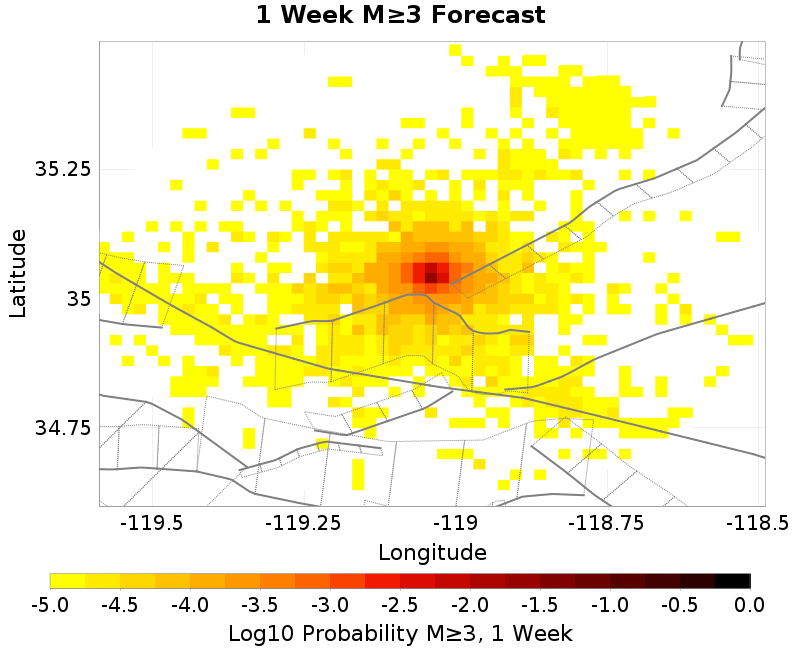 1 Week M≥3 Forecast
Latitude
35.25
35
34.75
-119.5 -119.25 -119 -118.75 -118.5
Longitude
-5.0 -4.5 -4.0 -3.5 -3.0 -2.5 -2.0 -1.5 -1.0 -0.5 0.0
Log10 Probability M≥3, 1 Week